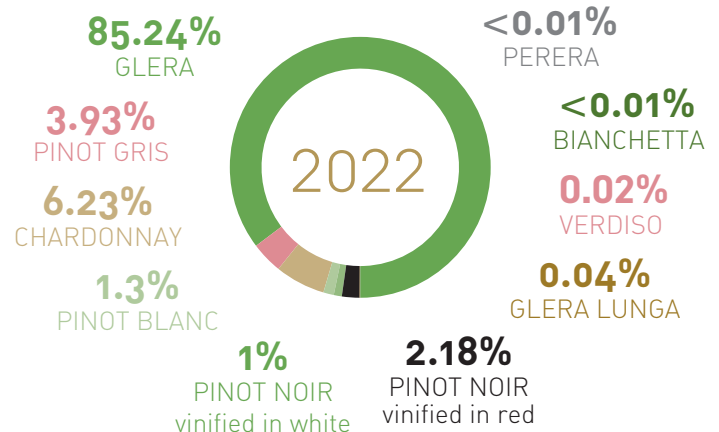 85.24%
GLERA
3.93%
PINOT GRIS
6.23%
CHARDONNAY
1.3%
PINOT BLANC
1%
PINOT NOIR
vinified in white
2022
<0.01%
PERERA
<0.01%
BIANCHETTA
0.02%
VERDISO
0.04%
GLERA LUNGA
2.18%
PINOT NOIR
vinified in red